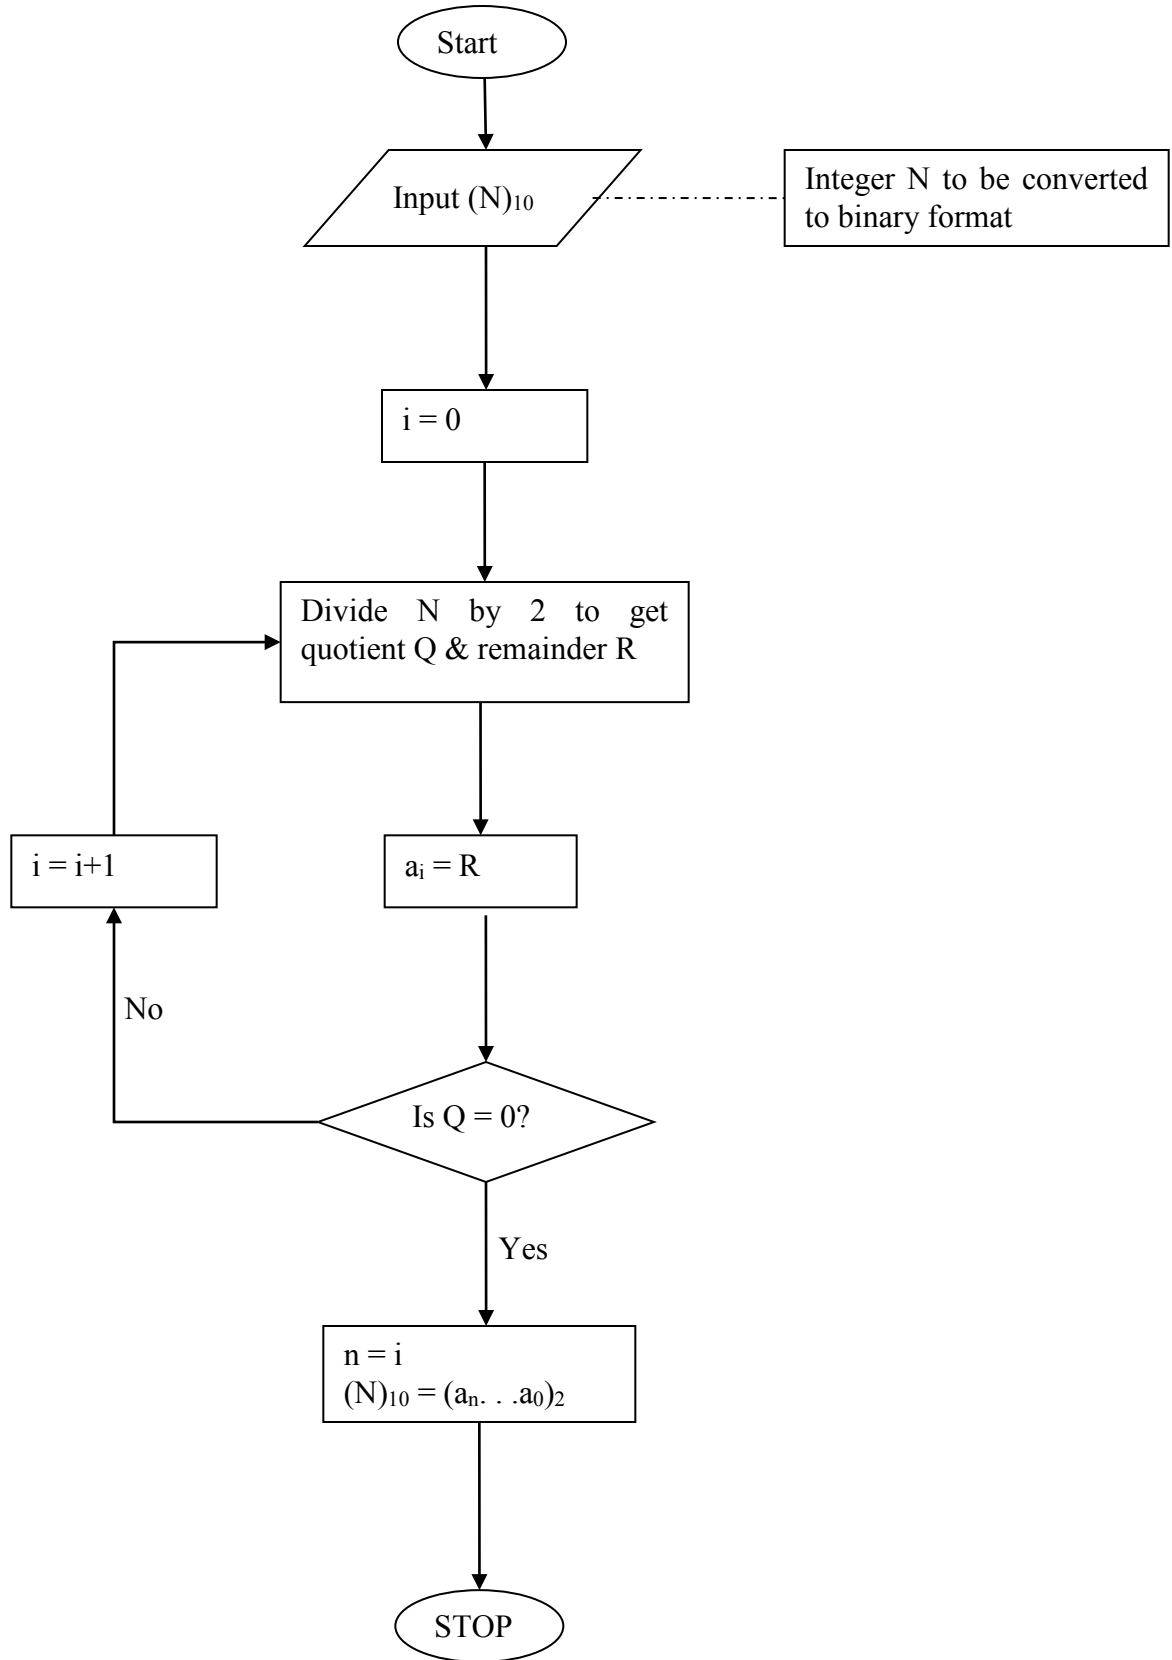 Start
Input (N)₁₀
Integer N to be converted
to binary format
i = 0
Divide N by 2 to get
quotient Q & remainder R
i = i+1
aᵢ = R
No
Is Q = 0?
Yes
n = i
(N)₁₀ = (aₙ. . .a₀)₂
STOP